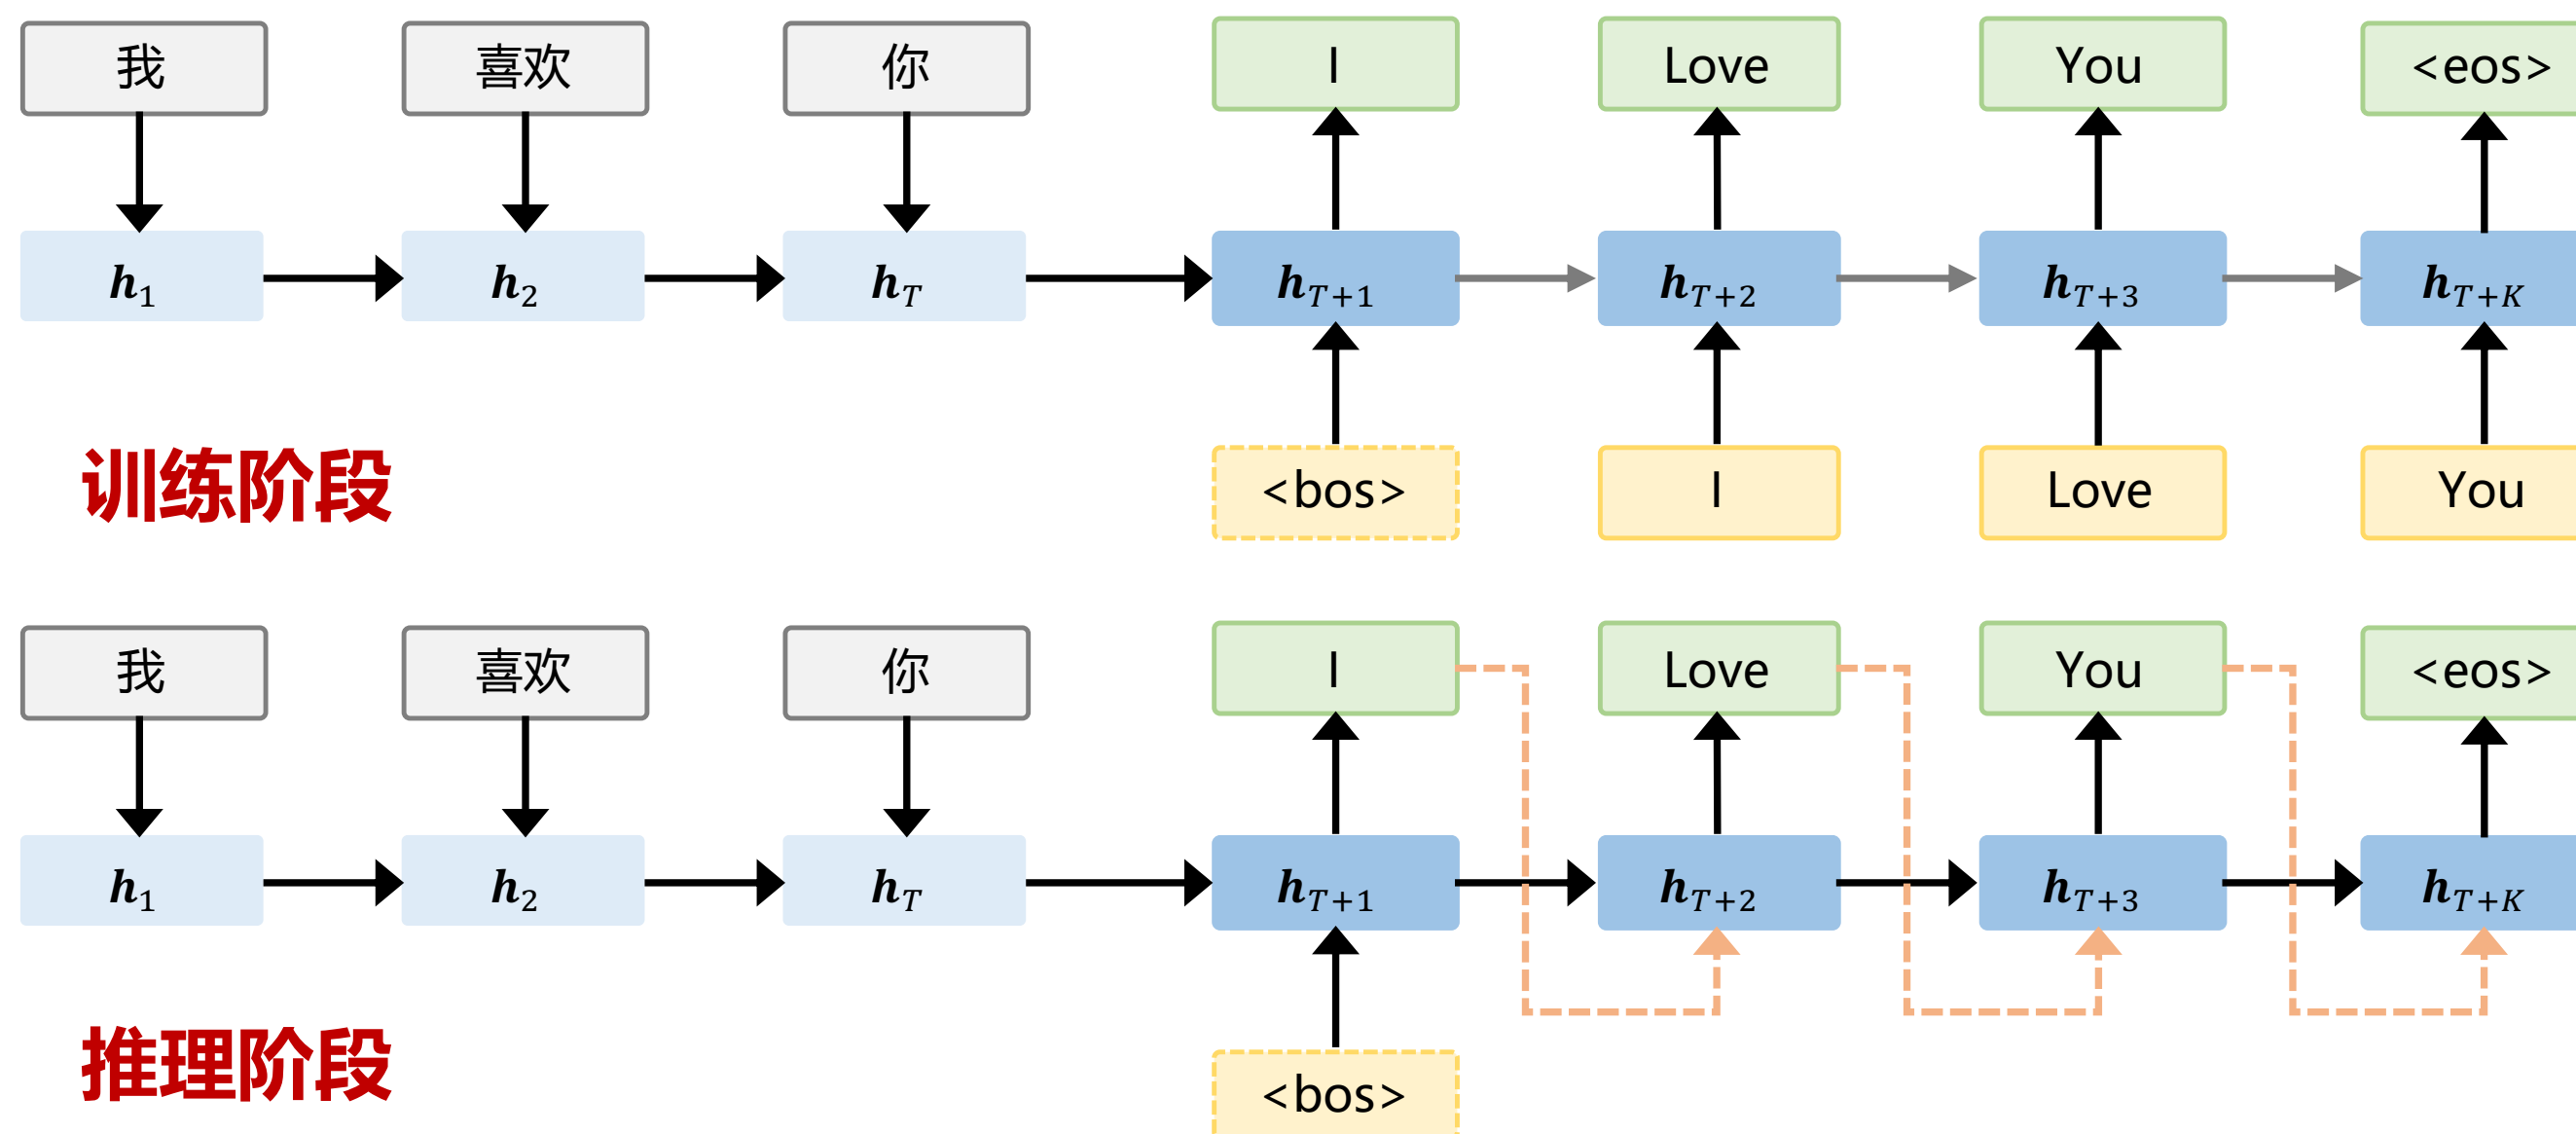 我 喜欢 你 I Love You <eos>
h1 h2 hT hT+1 hT+2 hT+3 hT+K
训练阶段 <bos> I Love You
我 喜欢 你 I Love You <eos>
h1 h2 hT hT+1 hT+2 hT+3 hT+K
推理阶段 <bos>